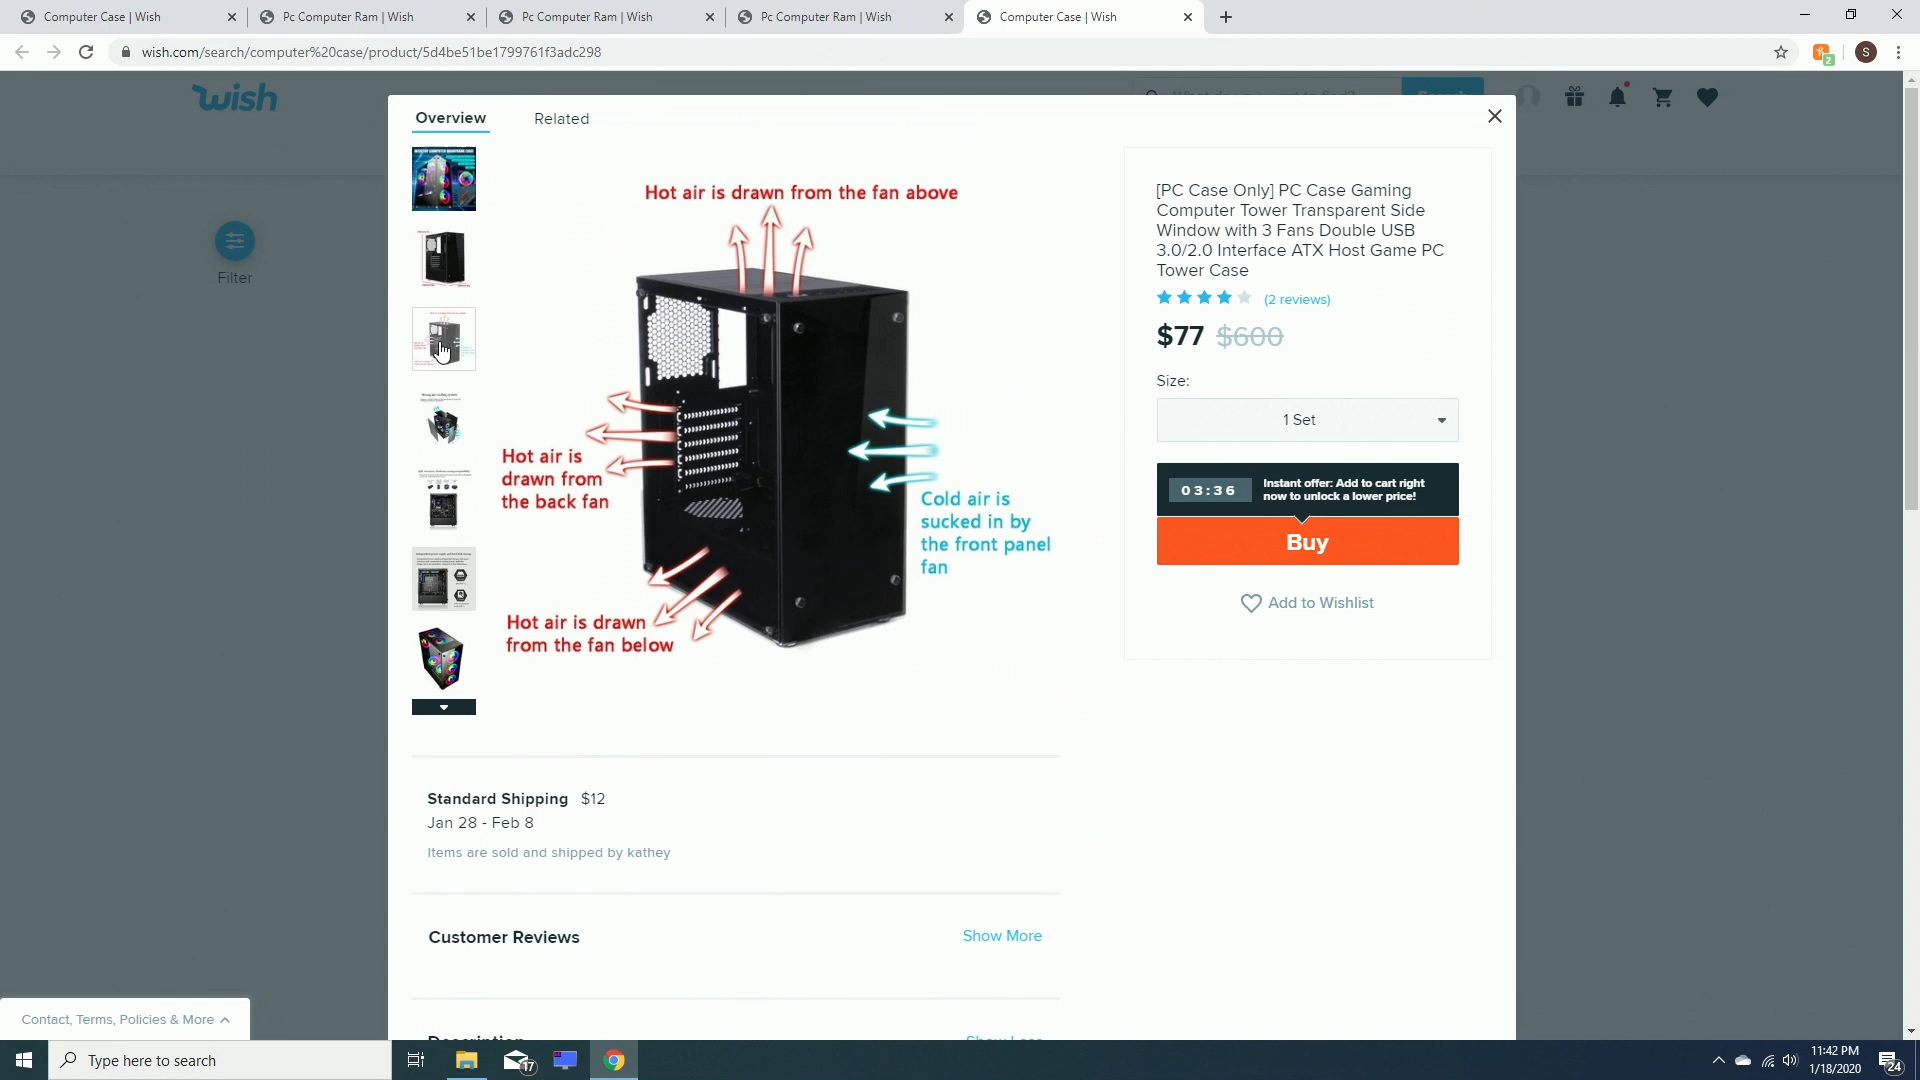 Computer Case | Wish
Pc Computer Ram | Wish
Pc Computer Ram | Wish
Pc Computer Ram | Wish
Computer Case | Wish
wish.com/search/computer%20case/product/5d4be51be1799761f3adc298
2
S
wish
Overview
Related
Filter
Hot air is drawn from the fan above
Hot air is
drawn from
the back fan
Cold air is
sucked in by
the front panel
fan
Hot air is drawn
from the fan below
[PC Case Only] PC Case Gaming
Computer Tower Transparent Side
Window with 3 Fans Double USB
3.0/2.0 Interface ATX Host Game PC
Tower Case
(2 reviews)
$77 $600
Size:
1 Set
03:36
Instant offer: Add to cart right
now to unlock a lower price!
Buy
Add to Wishlist
Standard Shipping $12
Jan 28 - Feb 8
Items are sold and shipped by kathey
Customer Reviews
Show More
Description
Show Less
Contact, Terms, Policies & More
Type here to search
17
11:42 PM
1/18/2020
24